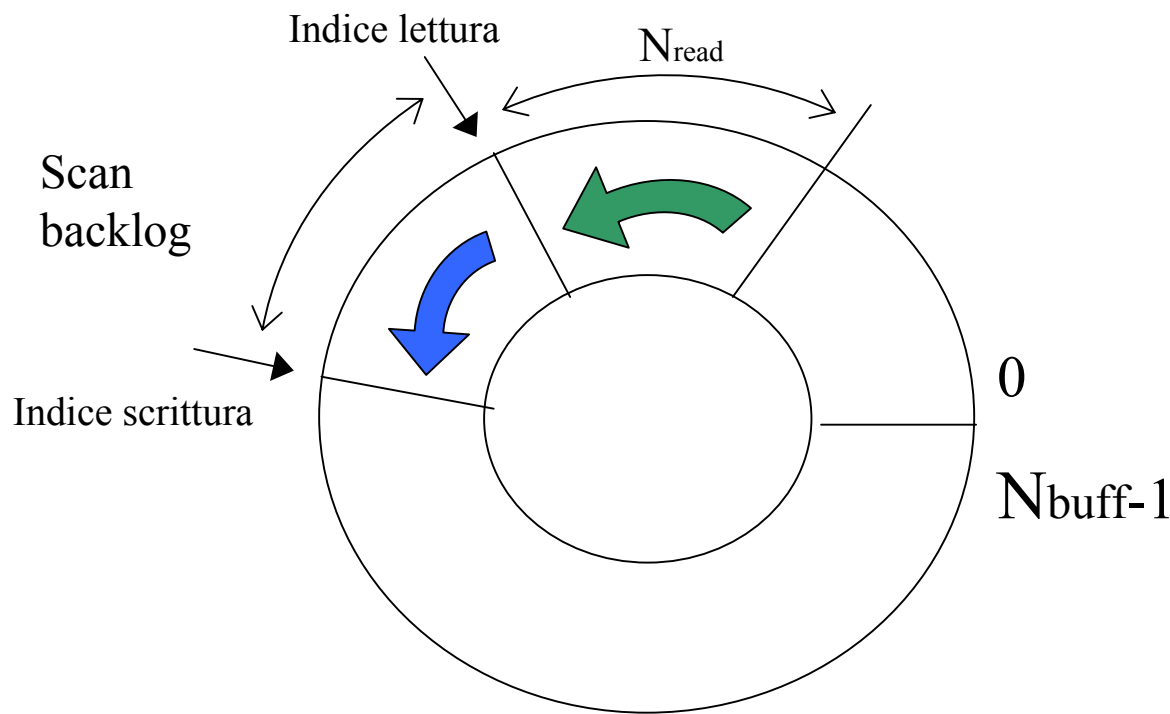 Indice lettura
Nread
Scan
backlog
Indice scrittura
0
Nbuff-1